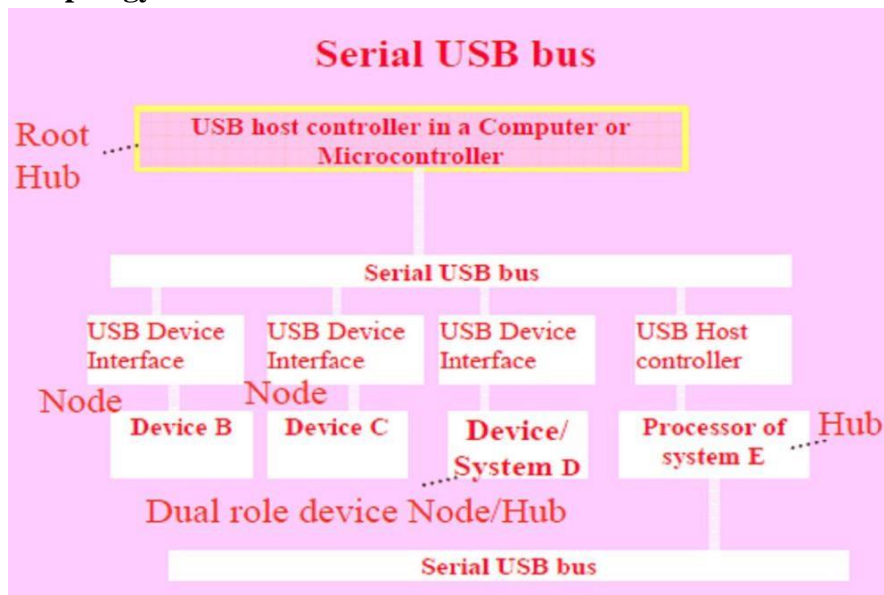 Serial USB bus
Root
Hub
USB host controller in a Computer or
Microcontroller
Serial USB bus
USB Device
Interface
USB Device
Interface
USB Device
Interface
USB Host
controller
Node
Node
Device B
Device C
Device/
System D
Processor of
system E
Hub
Dual role device Node/Hub
Serial USB bus